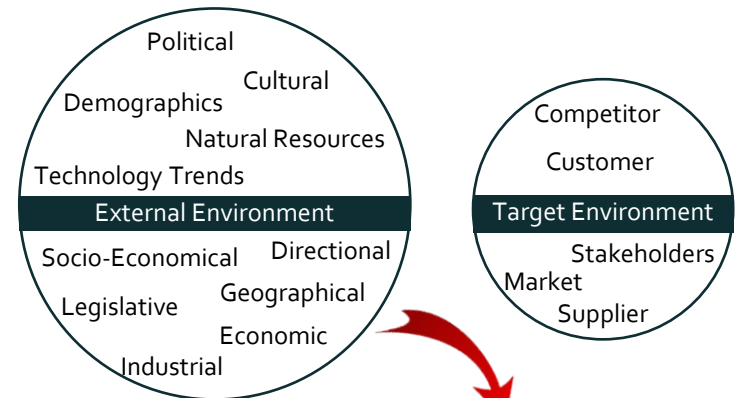 Political
Cultural
Demographics
Natural Resources
Technology Trends
External Environment
Socio-Economical
Directional
Legislative
Geographical
Economic
Industrial
Competitor
Customer
Target Environment
Stakeholders
Market
Supplier